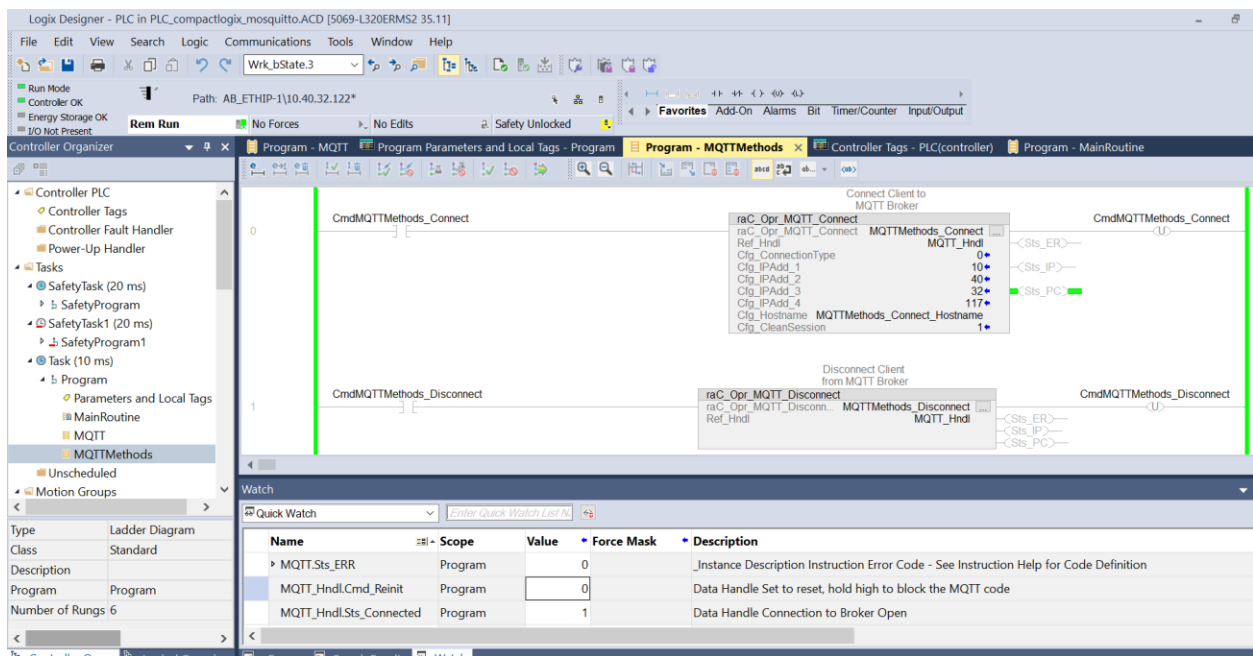 Logix Designer - PLC in PLC_compactlogix_mosquitto.ACD [5069-L320ERMS2 35.11]
File Edit View Search Logic Communications Tools Window Help
Wrk_bState.3
Run Mode
Controller OK
Energy Storage OK
I/O Not Present
Rem Run
Path: AB_ETHIP-1\10.40.32.122*
No Forces
No Edits
Safety Unlocked
Favorites Add-On Alarms Bit Timer/Counter Input/Output
Controller Organizer
Program - MQTT Program Parameters and Local Tags - Program Program - MQTTMethods Controller Tags - PLC(controller) Program - MainRoutine
Controller PLC
Controller Tags
Controller Fault Handler
Power-Up Handler
Tasks
SafetyTask (20 ms)
SafetyProgram
SafetyTask1 (20 ms)
SafetyProgram1
Task (10 ms)
Program
Parameters and Local Tags
MainRoutine
MQTT
MQTTMethods
Unscheduled
Motion Groups
Type Ladder Diagram
Class Standard
Description
Program Program
Number of Rungs 6
0
CmdMQTTMethods_Connect
Connect Client to
MQTT Broker
raC_Opr_MQTT_Connect
raC_Opr_MQTT_Connect MQTTMethods_Connect ...
Ref_Hndl MQTT_Hndl
Cfg_ConnectionType 0
Cfg_IPAdd_1 10
Cfg_IPAdd_2 40
Cfg_IPAdd_3 32
Cfg_IPAdd_4 117
Cfg_Hostname MQTTMethods_Connect_Hostname
Cfg_CleanSession 1
Sts_ER
Sts_IP
Sts_PC
CmdMQTTMethods_Connect
U
1
CmdMQTTMethods_Disconnect
Disconnect Client
from MQTT Broker
raC_Opr_MQTT_Disconnect
raC_Opr_MQTT_Disconn... MQTTMethods_Disconnect ...
Ref_Hndl MQTT_Hndl
Sts_ER
Sts_IP
Sts_PC
CmdMQTTMethods_Disconnect
U
Watch
Quick Watch
Enter Quick Watch List N
Name Scope Value Force Mask Description
MQTT.Sts_ERR Program 0 _Instance Description Instruction Error Code - See Instruction Help for Code Definition
MQTT_Hndl.Cmd_Reinit Program 0 Data Handle Set to reset, hold high to block the MQTT code
MQTT_Hndl.Sts_Connected Program 1 Data Handle Connection to Broker Open